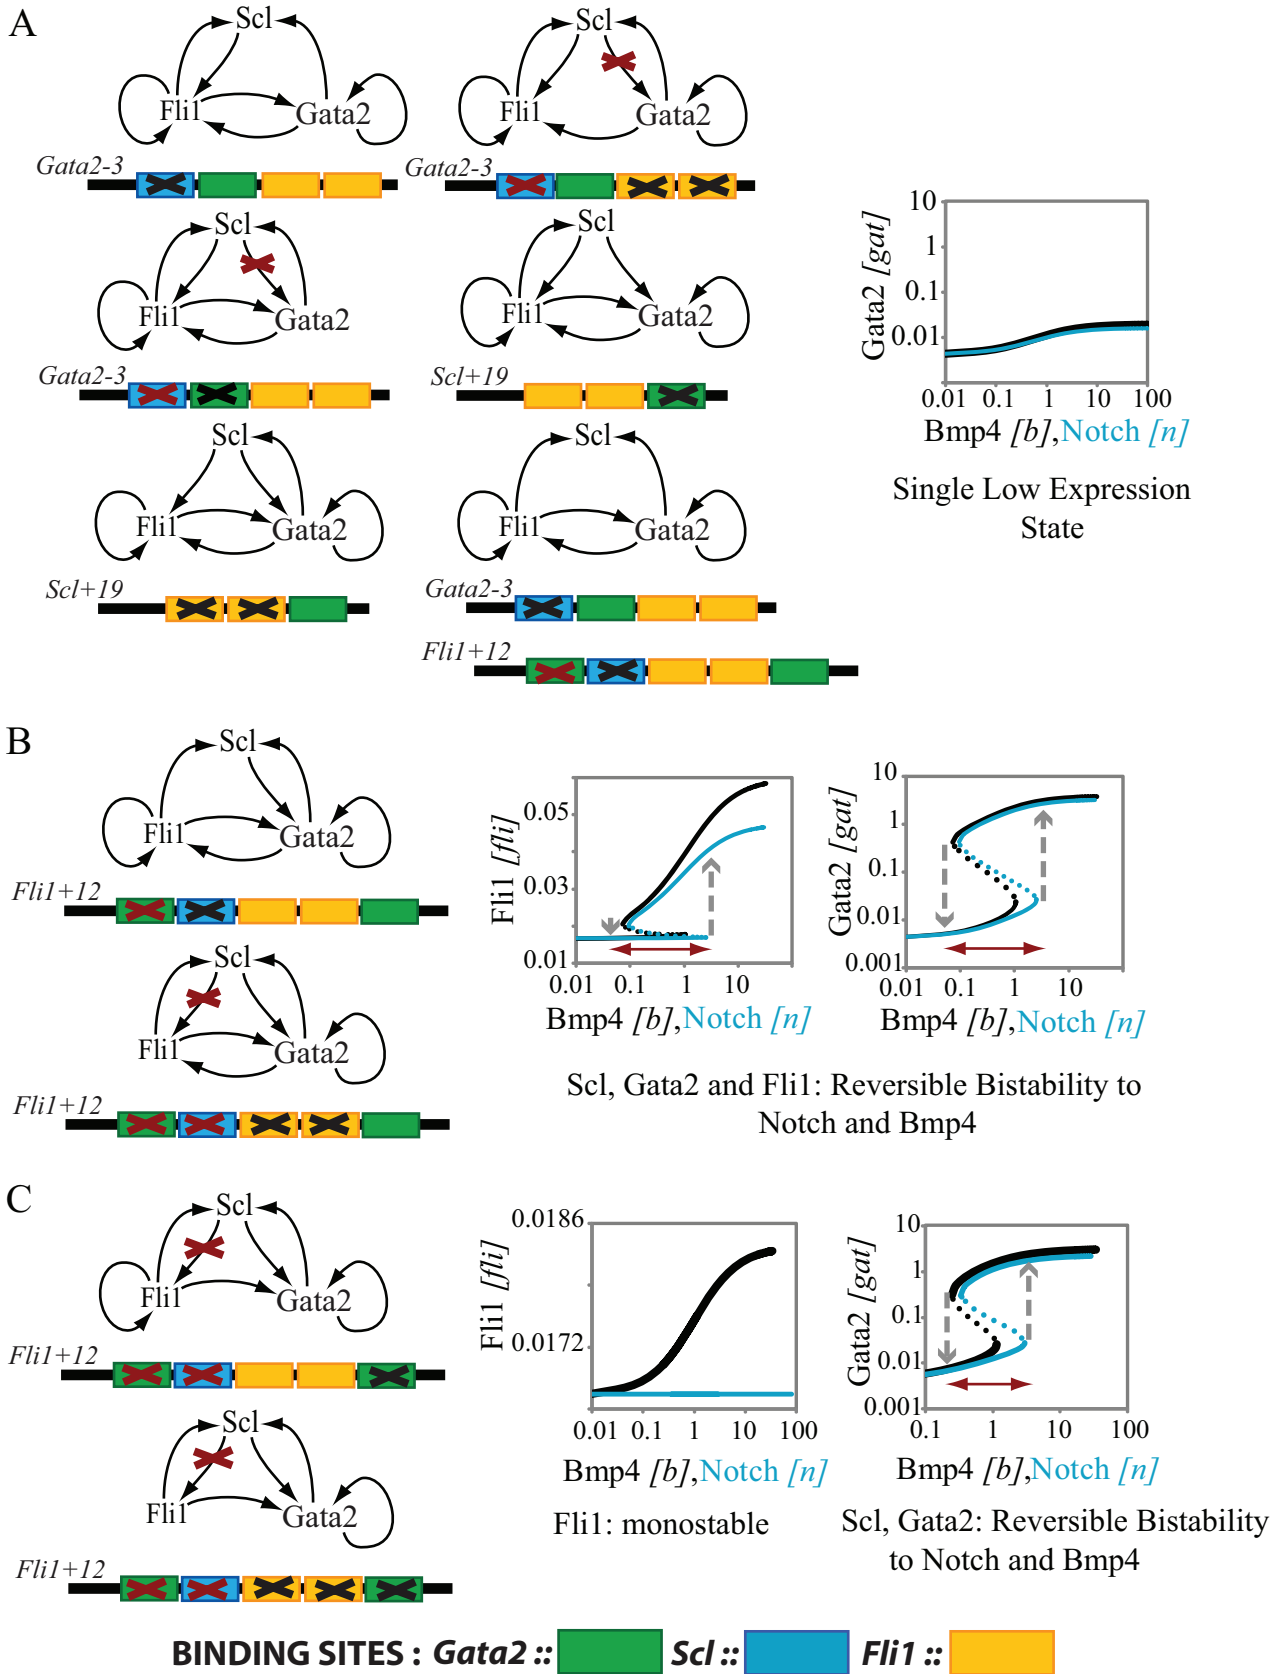 A
Scl
Fli1
Gata2
Gata2-3
Scl
Fli1
Gata2
Gata2-3
Scl
Fli1
Gata2
Gata2-3
Scl
Fli1
Gata2
Scl+19
Scl
Fli1
Gata2
Scl+19
Scl
Fli1
Gata2
Gata2-3
Fli1+12
Gata2 [gat]
10
1
0.1
0.01
0.01 0.1 1 10 100
Bmp4 [b],Notch [n]
Single Low Expression
State
B
Scl
Fli1
Gata2
Fli1+12
Scl
Fli1
Gata2
Fli1+12
Fli1 [fli]
0.05
0.03
0.01
0.01 0.1 1 10
Bmp4 [b],Notch [n]
Gata2 [gat]
10
1
0.1
0.01
0.001
0.01 0.1 1 10
Bmp4 [b],Notch [n]
Scl, Gata2 and Fli1: Reversible Bistability to
Notch and Bmp4
C
Scl
Fli1
Gata2
Fli1+12
Scl
Fli1
Gata2
Fli1+12
Fli1 [fli]
0.0186
0.0172
0.01 0.1 1 10 100
Bmp4 [b],Notch [n]
Fli1: monostable
Gata2 [gat]
10
1
0.1
0.01
0.001
0.1 1 10 100
Bmp4 [b],Notch [n]
Scl, Gata2: Reversible Bistability
to Notch and Bmp4
BINDING SITES : Gata2 :: Scl :: Fli1 ::